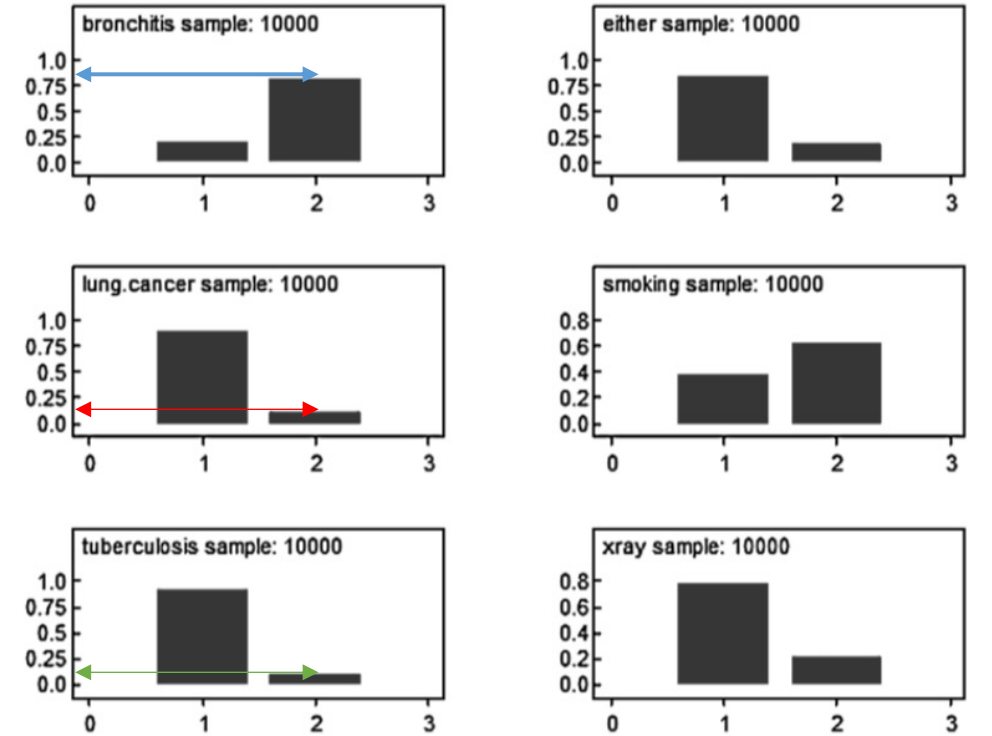 bronchitis sample: 10000
1.0
0.75
0.5
0.25
0.0
0 1 2 3
either sample: 10000
1.0
0.75
0.5
0.25
0.0
0 1 2 3
lung.cancer sample: 10000
1.0
0.75
0.5
0.25
0.0
0 1 2 3
smoking sample: 10000
0.8
0.6
0.4
0.2
0.0
0 1 2 3
tuberculosis sample: 10000
1.0
0.75
0.5
0.25
0.0
0 1 2 3
xray sample: 10000
0.8
0.6
0.4
0.2
0.0
0 1 2 3